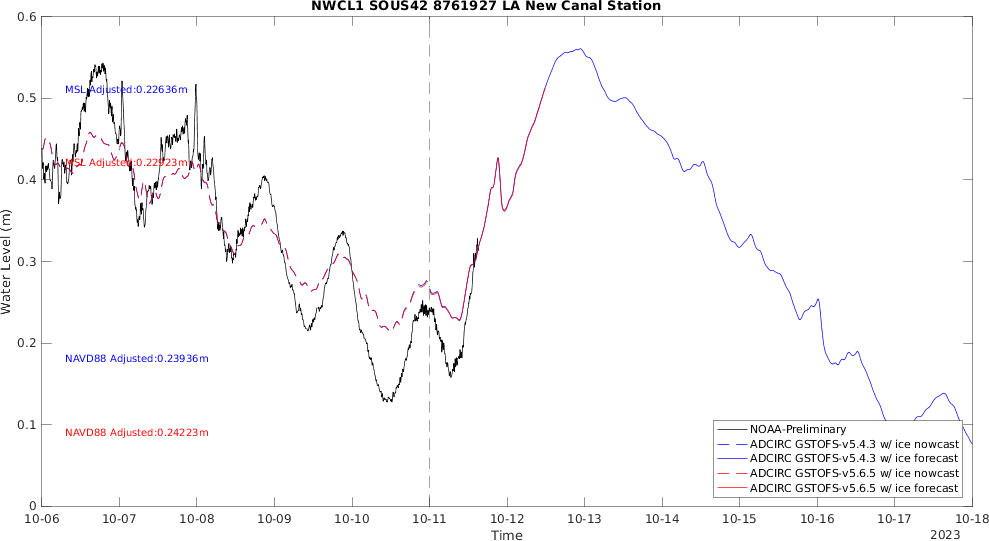 NWCL1 SOUS42 8761927 LA New Canal Station
0.6
0.5
0.4
0.3
0.2
0.1
0
Water Level (m)
MSL Adjusted:0.22636m
MSL Adjusted:0.22923m
NAVD88 Adjusted:0.23936m
NAVD88 Adjusted:0.24223m
NOAA-Preliminary
ADCIRC GSTOFS-v5.4.3 w/ ice nowcast
ADCIRC GSTOFS-v5.4.3 w/ ice forecast
ADCIRC GSTOFS-v5.6.5 w/ ice nowcast
ADCIRC GSTOFS-v5.6.5 w/ ice forecast
10-06 10-07 10-08 10-09 10-10 10-11 10-12 10-13 10-14 10-15 10-16 10-17 10-18
Time
2023